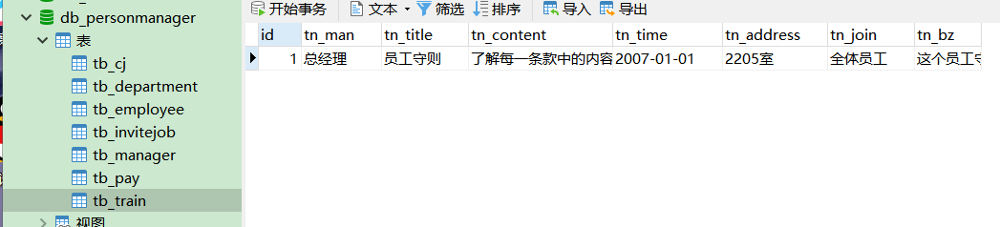 db_personmanager
表
tb_cj
tb_department
tb_employee
tb_invitejob
tb_manager
tb_pay
tb_train
视图
开始事务 文本 筛选 排序 导入 导出
id tn_man tn_title tn_content tn_time tn_address tn_join tn_bz
1 总经理 员工守则 了解每一条款中的内容 2007-01-01 2205室 全体员工 这个员工守